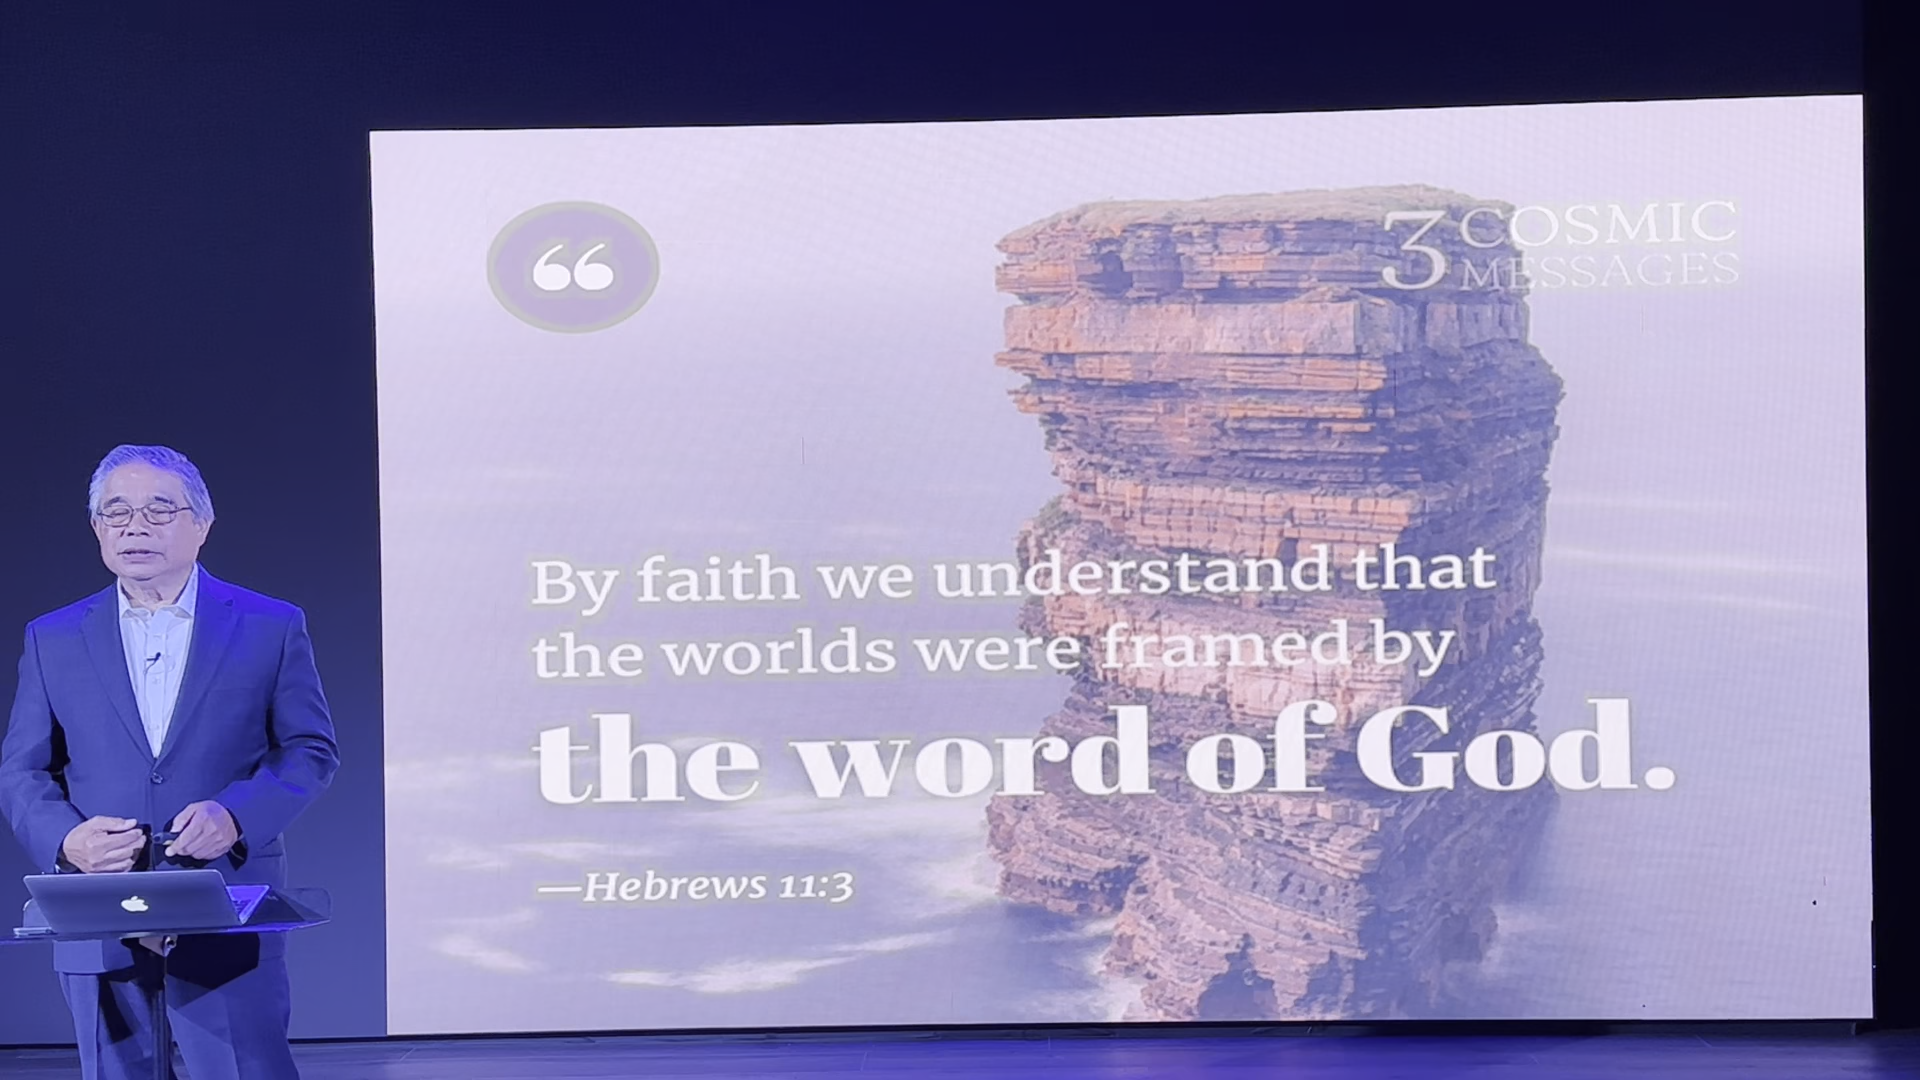 3 COSMIC
MESSAGES
“
By faith we understand that
the worlds were framed by
the word of God.
—Hebrews 11:3